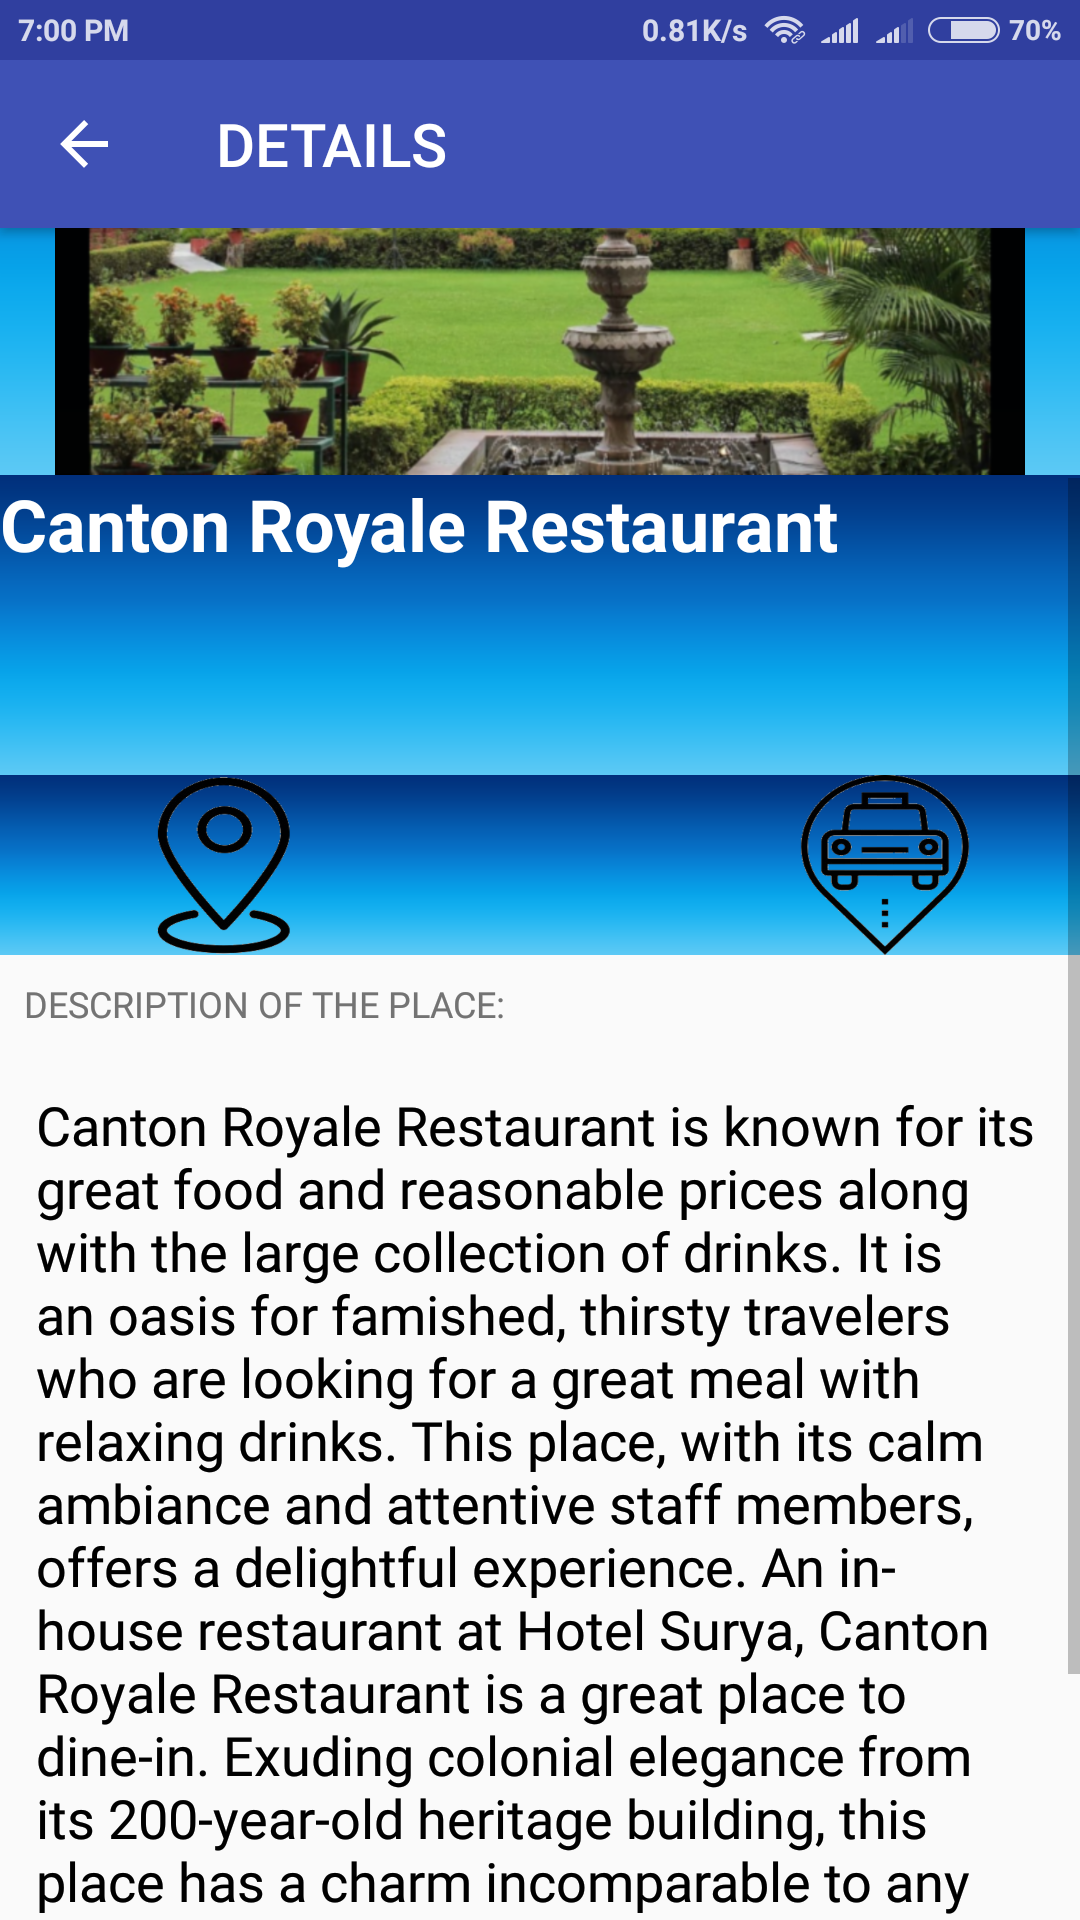 7:00 PM 0.81K/s 70%
DETAILS
Canton Royale Restaurant
DESCRIPTION OF THE PLACE:
Canton Royale Restaurant is known for its
great food and reasonable prices along
with the large collection of drinks. It is
an oasis for famished, thirsty travelers
who are looking for a great meal with
relaxing drinks. This place, with its calm
ambiance and attentive staff members,
offers a delightful experience. An in-
house restaurant at Hotel Surya, Canton
Royale Restaurant is a great place to
dine-in. Exuding colonial elegance from
its 200-year-old heritage building, this
place has a charm incomparable to any